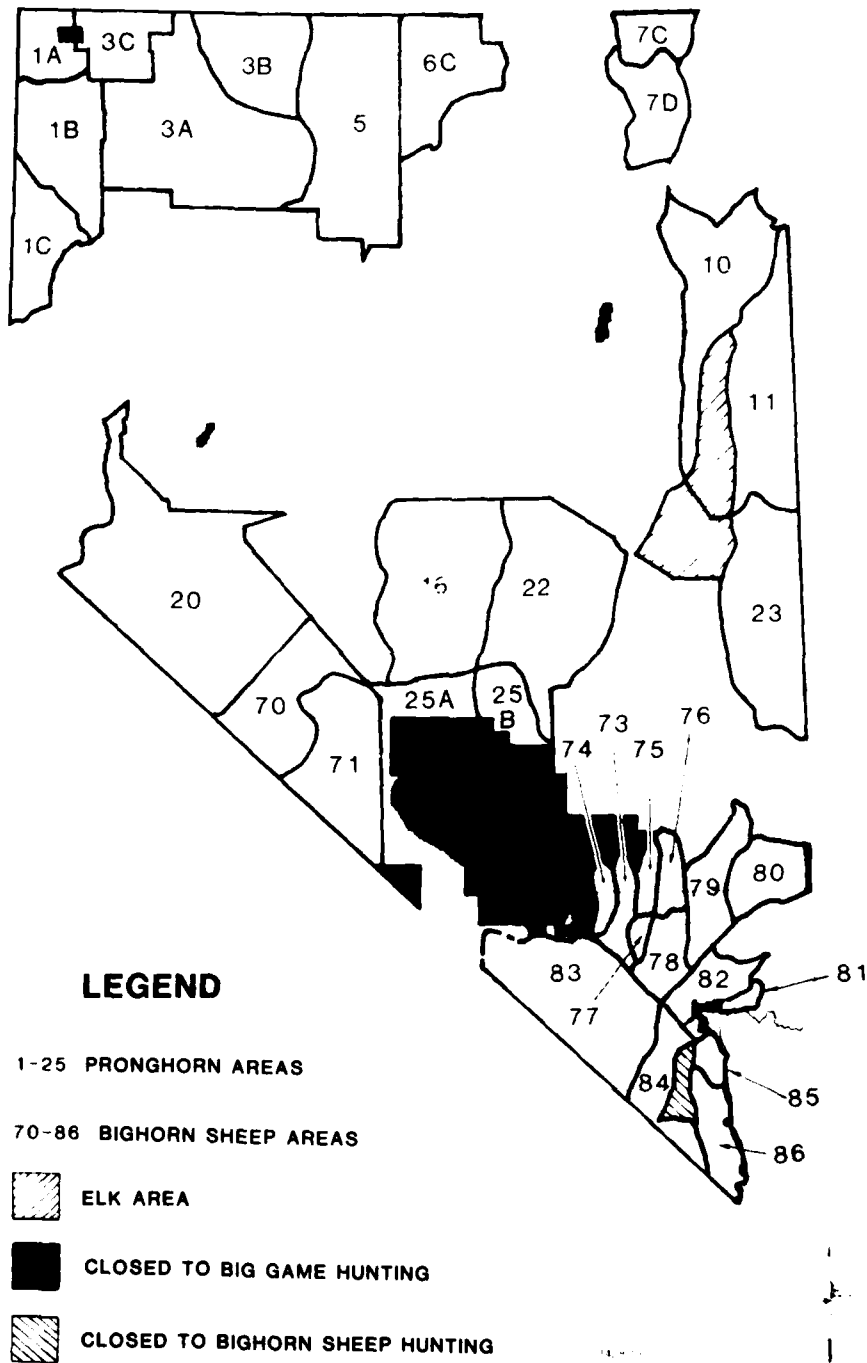 1A 3C 3B 5 6C 7C
7D
1B 3A
1C
10
11
20 16 22
23
70 25A 25
B
71
74 73 75 76
79 80
83 78 82 81
77
84 85
86
LEGEND
1-25 PRONGHORN AREAS
70-86 BIGHORN SHEEP AREAS
ELK AREA
CLOSED TO BIG GAME HUNTING
CLOSED TO BIGHORN SHEEP HUNTING